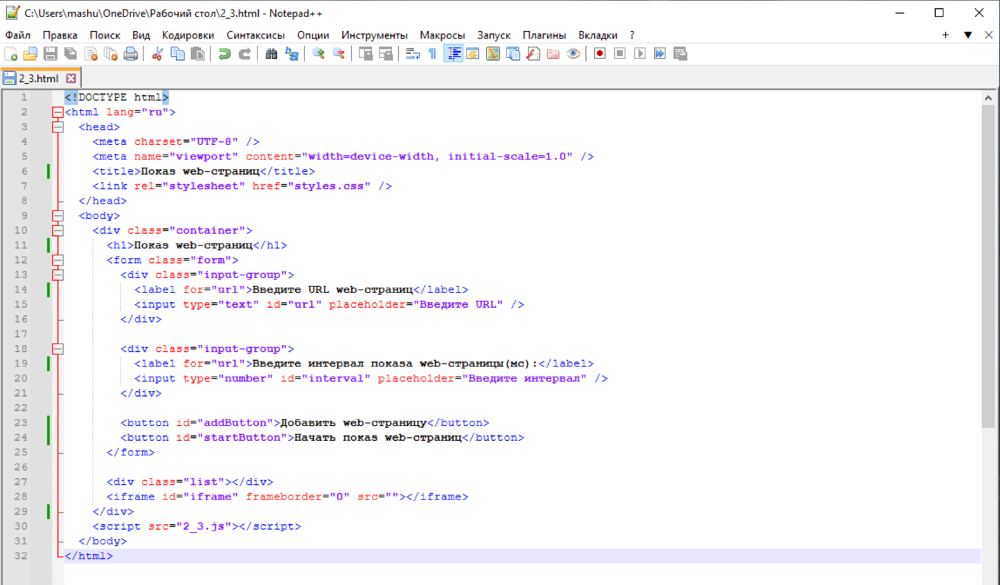 C:\Users\mashu\OneDrive\Рабочий стол\2_3.html - Notepad++
Файл Правка Поиск Вид Кодировки Синтаксисы Опции Инструменты Макросы Запуск Плагины Вкладки ?
2_3.html
1 <!DOCTYPE html>
2 <html lang="ru">
3 <head>
4 <meta charset="UTF-8" />
5 <meta name="viewport" content="width=device-width, initial-scale=1.0" />
6 <title>Показ web-страниц</title>
7 <link rel="stylesheet" href="styles.css" />
8 </head>
9 <body>
10 <div class="container">
11 <h1>Показ web-страниц</h1>
12 <form class="form">
13 <div class="input-group">
14 <label for="url">Введите URL web-страниц</label>
15 <input type="text" id="url" placeholder="Введите URL" />
16 </div>
17
18 <div class="input-group">
19 <label for="url">Введите интервал показа web-страницы(мс):</label>
20 <input type="number" id="interval" placeholder="Введите интервал" />
21 </div>
22
23 <button id="addButton">Добавить web-страницу</button>
24 <button id="startButton">Начать показ web-страниц</button>
25 </form>
26
27 <div class="list"></div>
28 <iframe id="iframe" frameborder="0" src=""></iframe>
29 </div>
30 <script src="2_3.js"></script>
31 </body>
32 </html>